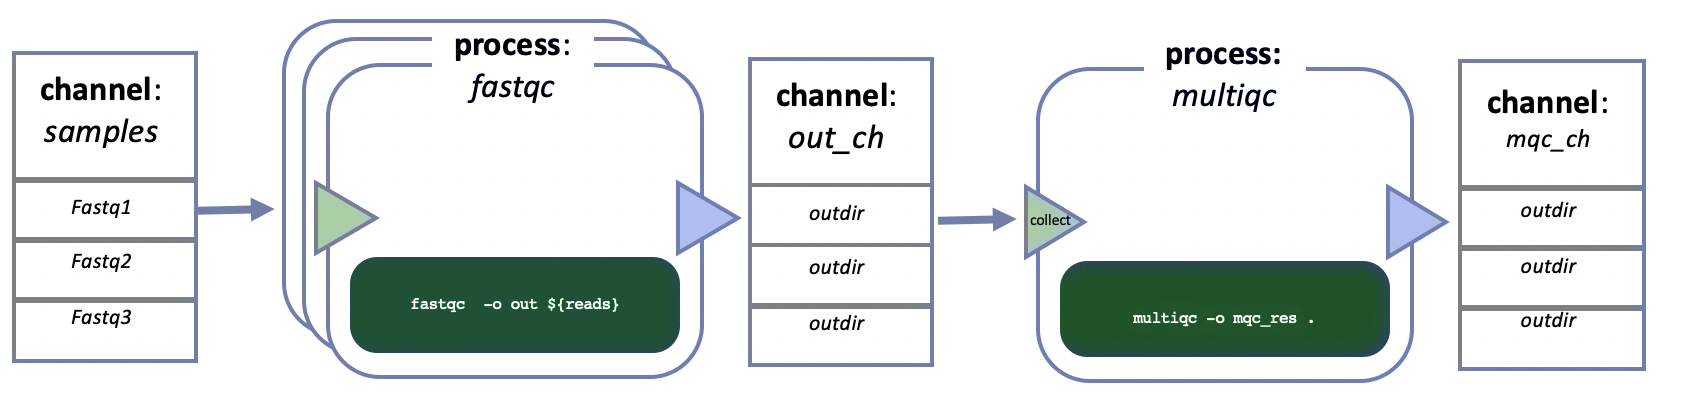 channel:
samples
Fastq1
Fastq2
Fastq3
process:
fastqc
fastqc -o out ${reads}
channel:
out_ch
outdir
outdir
outdir
process:
multiqc
collect
multiqc -o mqc_res .
channel:
mqc_ch
outdir
outdir
outdir